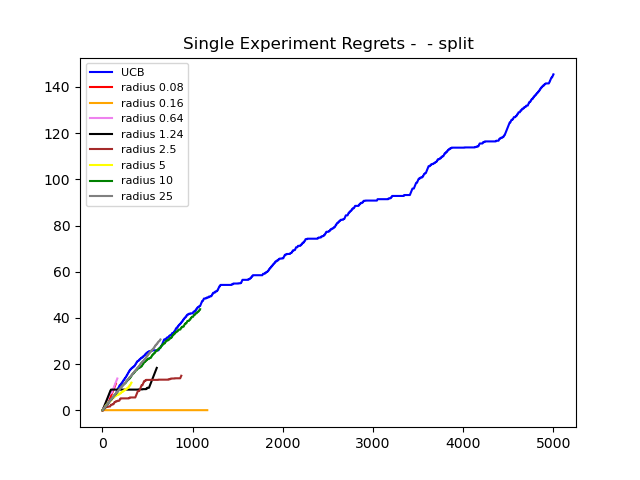 Single Experiment Regrets -  - split
UCB
radius 0.08
radius 0.16
radius 0.64
radius 1.24
radius 2.5
radius 5
radius 10
radius 25
140
120
100
80
60
40
20
0
0 1000 2000 3000 4000 5000